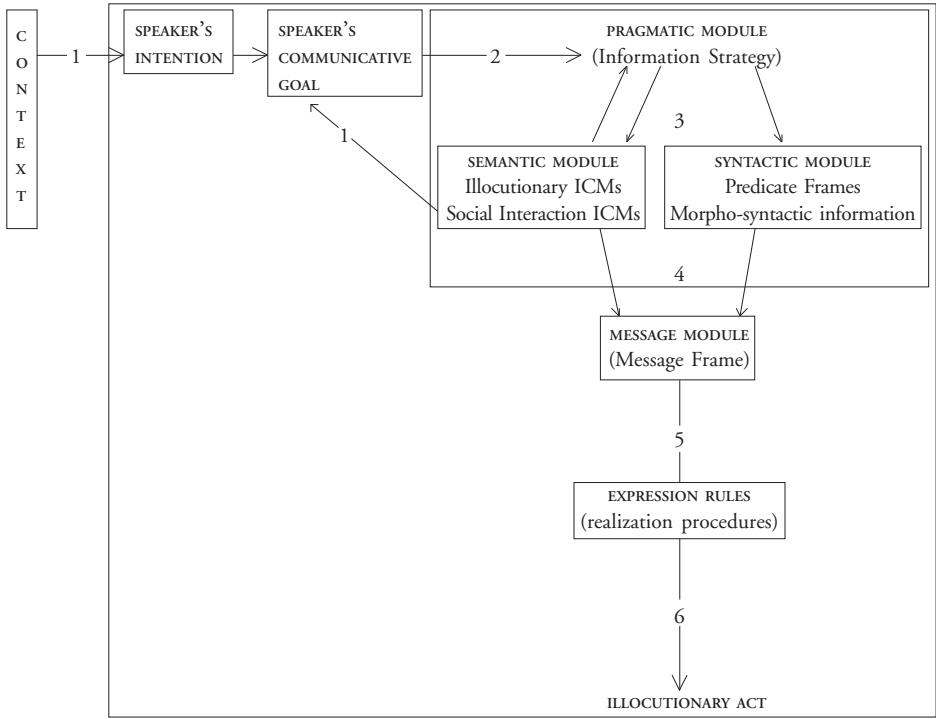 C
O
N
T
E
X
T
1
SPEAKER'S
INTENTION
SPEAKER'S
COMMUNICATIVE
GOAL
2
PRAGMATIC MODULE
(Information Strategy)
1
3
SEMANTIC MODULE
Illocutionary ICMs
Social Interaction ICMs
SYNTACTIC MODULE
Predicate Frames
Morpho-syntactic information
4
MESSAGE MODULE
(Message Frame)
5
EXPRESSION RULES
(realization procedures)
6
ILLOCUTIONARY ACT